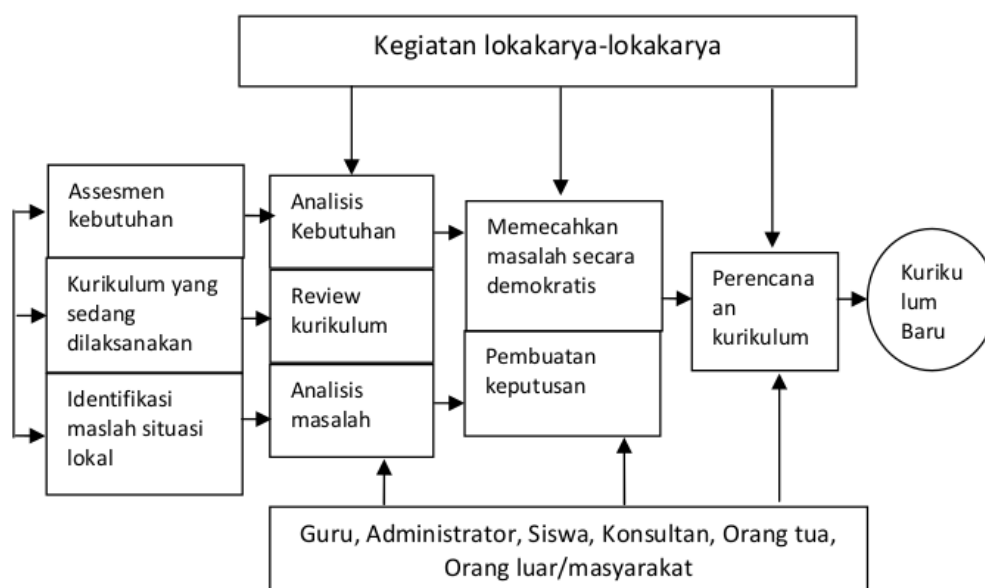 Kegiatan lokakarya-lokakarya
Assesmen
kebutuhan
Kurikulum yang
sedang
dilaksanakan
Identifikasi
maslah situasi
lokal
Analisis
Kebutuhan
Review
kurikulum
Analisis
masalah
Memecahkan
masalah secara
demokratis
Pembuatan
keputusan
Perencana
an
kurikulum
Kuriku
lum
Baru
Guru, Administrator, Siswa, Konsultan, Orang tua,
Orang luar/masyarakat